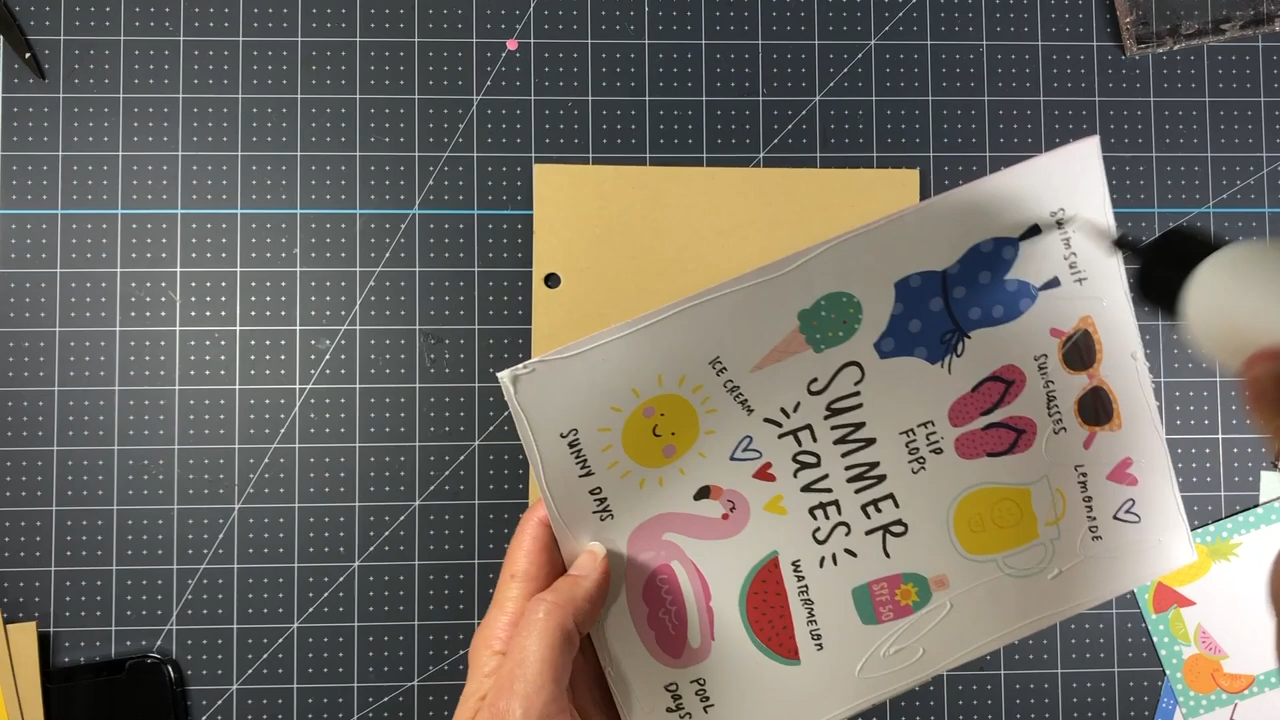 swimsuit
ICE CREAM
SUNGLASSES
SUMMER
FAVES
FLIP
FLOPS
SUNNY DAYS
LEMONADE
WATERMELON
SPF 50
POOL
Days